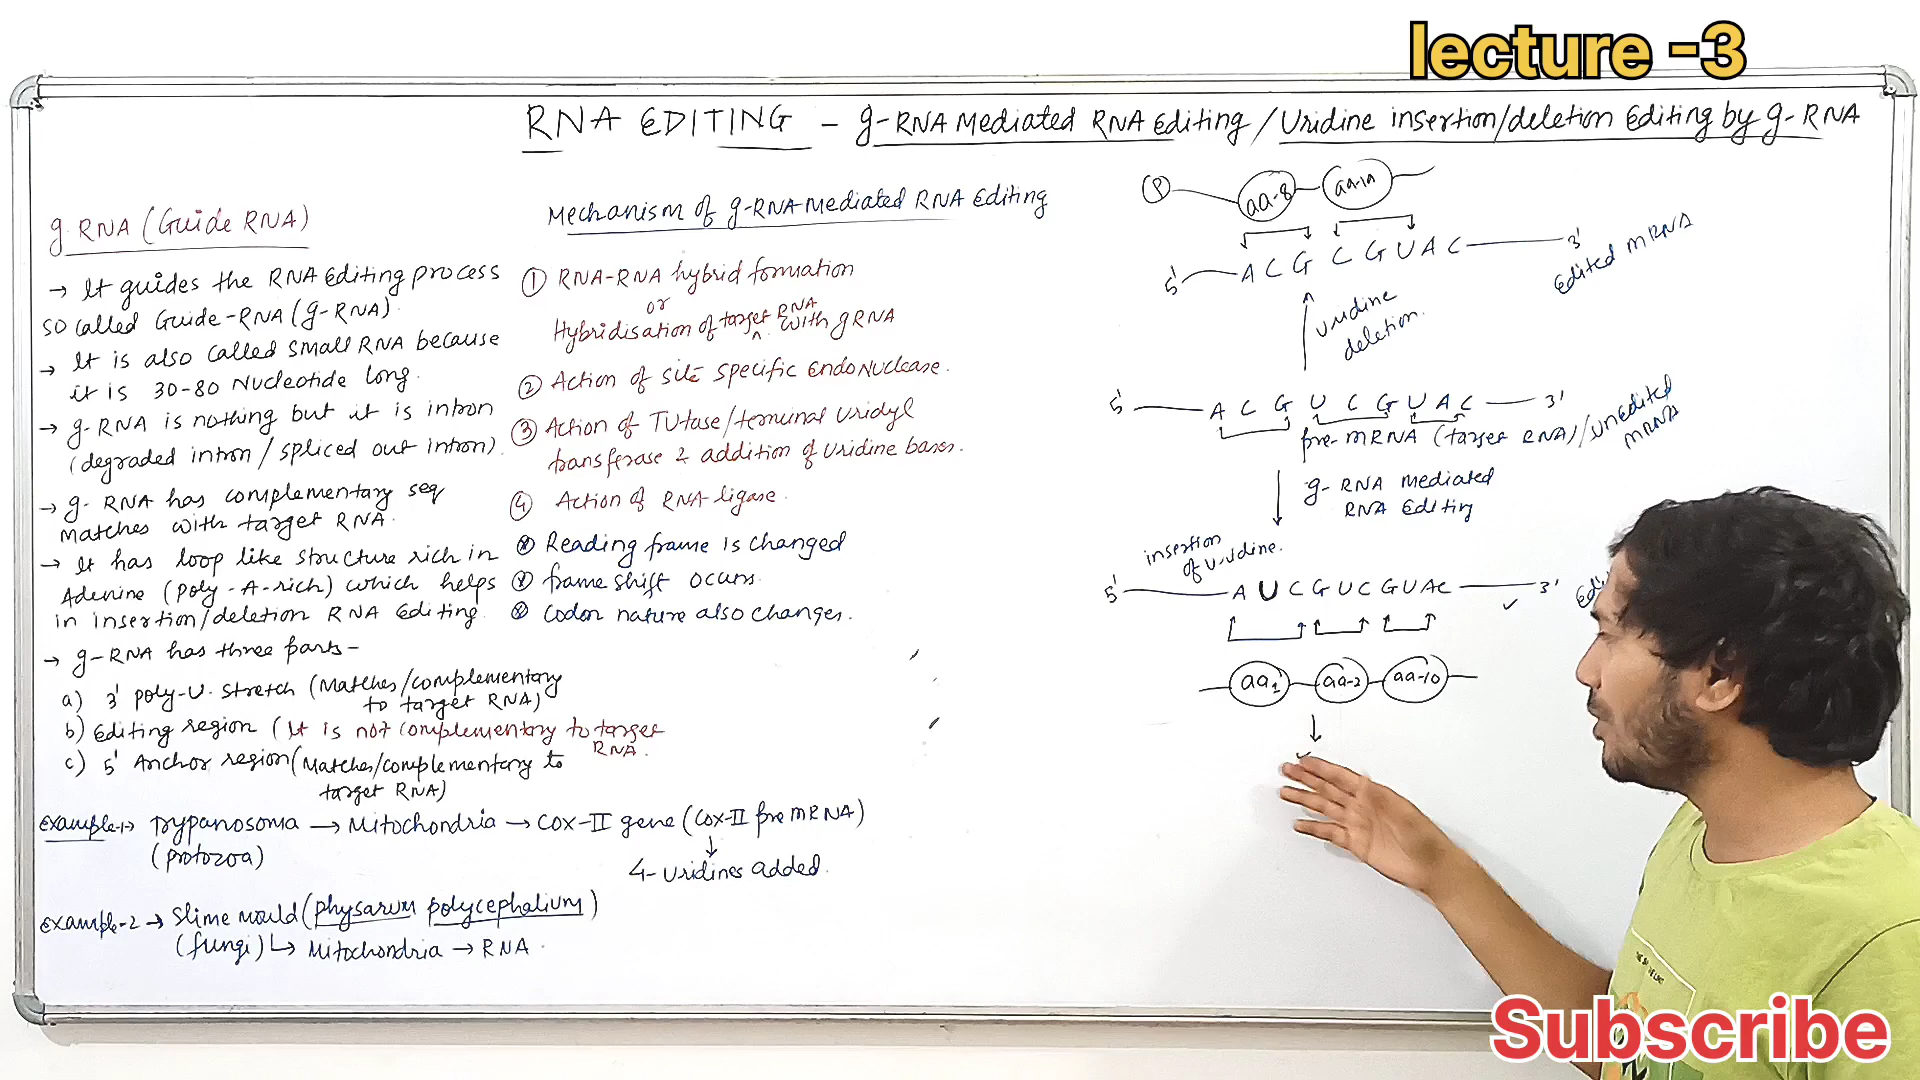 lecture -3
RNA EDITING - g-RNA Mediated RNA Editing / Uridine insertion/deletion Editing by g-RNA
g RNA (Guide RNA)
→ It guides the RNA Editing process
so called Guide-RNA (g-RNA)
→ It is also called small RNA because
it is 30-80 Nucleotide long.
→ g-RNA is nothing but it is intron
(degraded intron / spliced out intron).
→ g-RNA has complementary seq
matches with target RNA.
→ It has loop like structure rich in
Adenine (poly-A-rich) which helps
in insertion/deletion RNA Editing.
→ g-RNA has three parts-
a) 3' poly-U. stretch (Matches/complementary
to target RNA)
b) Editing region (It is not complementary to target
RNA.
c) 5' Anchor region (Matches/complementary to
target RNA)
Example-1→ Trypanosoma → Mitochondria → COX-II gene (COX-II pre mRNA)
(protozoa)
↓
4-Uridines added.
Example-2 → Slime mould (physarum polycephalium)
(fungi) ↳ Mitochondria → RNA.
Mechanism of g-RNA Mediated RNA Editing
① RNA-RNA hybrid formation
or
Hybridisation of target RNA with gRNA
^
② Action of site specific Endonuclease.
③ Action of TUtase/terminal uridyl
transferase & addition of Uridine bases.
④ Action of RNA-ligase.
⊗ Reading frame is changed
⊗ frame shift occurs.
⊗ Codon nature also changes.
P aa-8 aa-19
5' A C G C G U A C 3'
Edited mRNA
Uridine
deletion.
5' A C G U C G U A C 3'
pre-mRNA (target RNA)/unedited
mRNA
g-RNA mediated
RNA Editing
insertion
of Uridine.
5' A U C G U C G U A C 3'
✓
aa1 aa-2 aa-10
↓